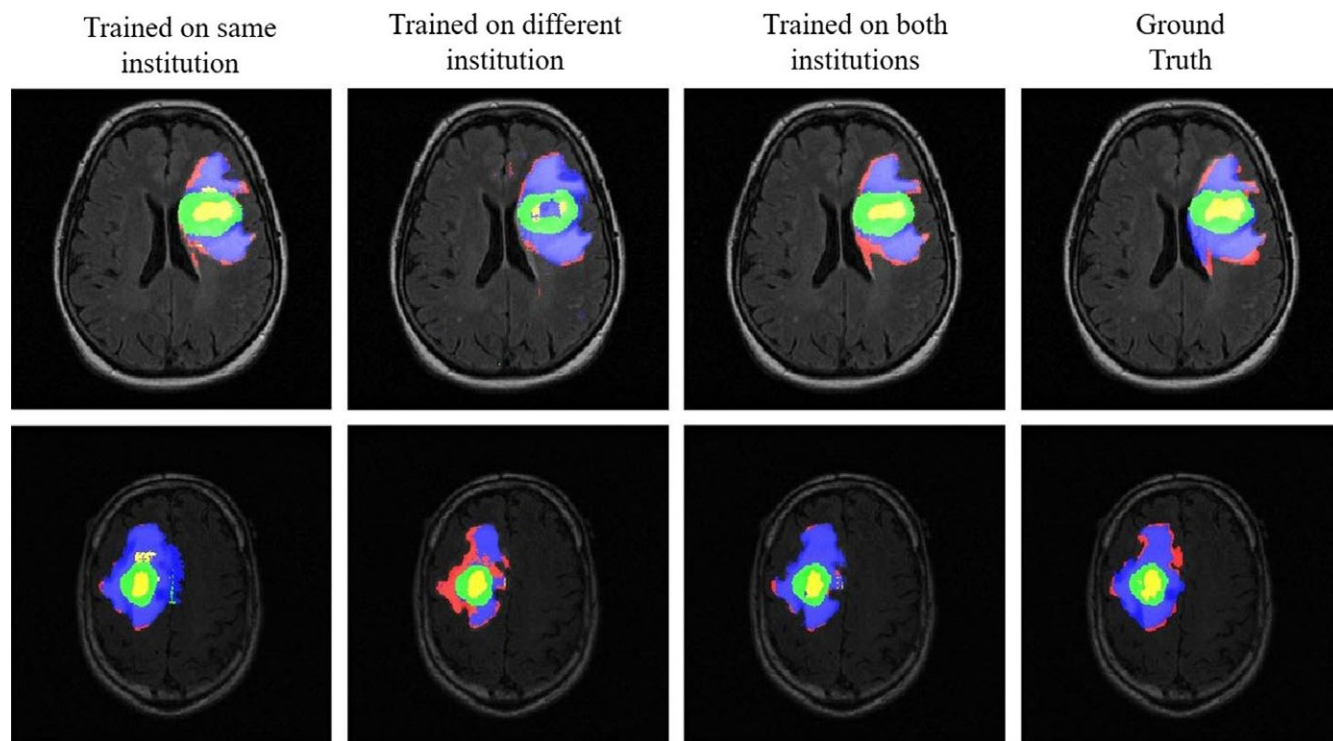 Trained on same
institution
Trained on different
institution
Trained on both
institutions
Ground
Truth